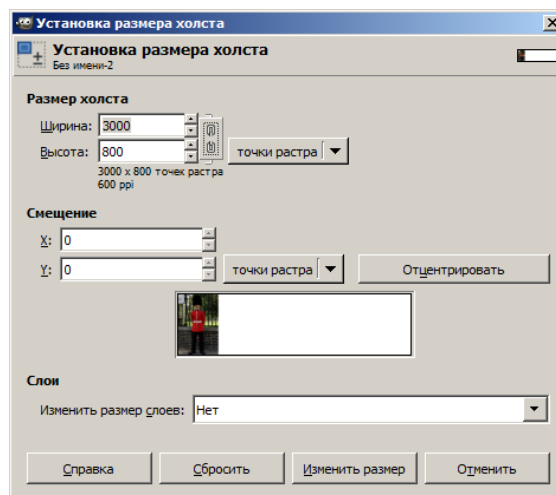 Установка размера холста
Установка размера холста
Без имени-2
Размер холста
Ширина: 3000
Высота: 800 точки растра
3000 x 800 точек растра
600 ppi
Смещение
X: 0
Y: 0 точки растра Отцентрировать
Слои
Изменить размер слоев: Нет
Справка Сбросить Изменить размер Отменить